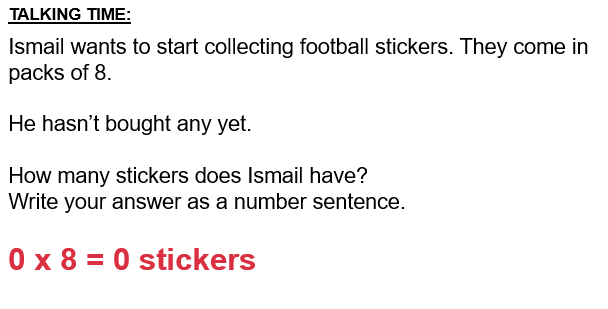 TALKING TIME:
Ismail wants to start collecting football stickers. They come in
packs of 8.
He hasn’t bought any yet.
How many stickers does Ismail have?
Write your answer as a number sentence.
0 x 8 = 0 stickers